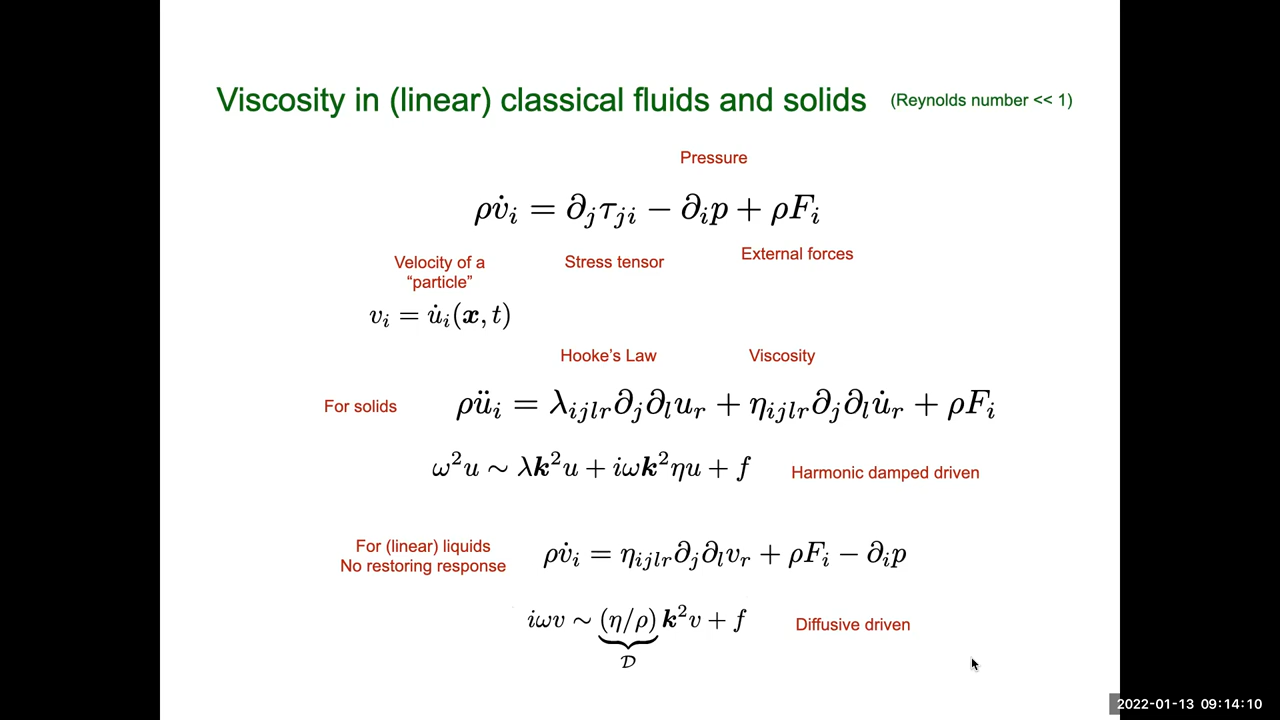 Viscosity in (linear) classical fluids and solids (Reynolds number << 1)
Pressure
ρv̇ᵢ = ∂ⱼτⱼᵢ − ∂ᵢp + ρFᵢ
Velocity of a
“particle”
Stress tensor
External forces
vᵢ = u̇ᵢ(𝒙, t)
Hooke’s Law
Viscosity
For solids
ρüᵢ = λᵢⱼₗᵣ∂ⱼ∂ₗuᵣ + ηᵢⱼₗᵣ∂ⱼ∂ₗu̇ᵣ + ρFᵢ
ω²u ∼ λ𝒌²u + iω𝒌²ηu + f
Harmonic damped driven
For (linear) liquids
No restoring response
ρv̇ᵢ = ηᵢⱼₗᵣ∂ⱼ∂ₗvᵣ + ρFᵢ − ∂ᵢp
iωv ∼ (η/ρ) 𝒌²v + f
𝒟
Diffusive driven
2022-01-13 09:14:10